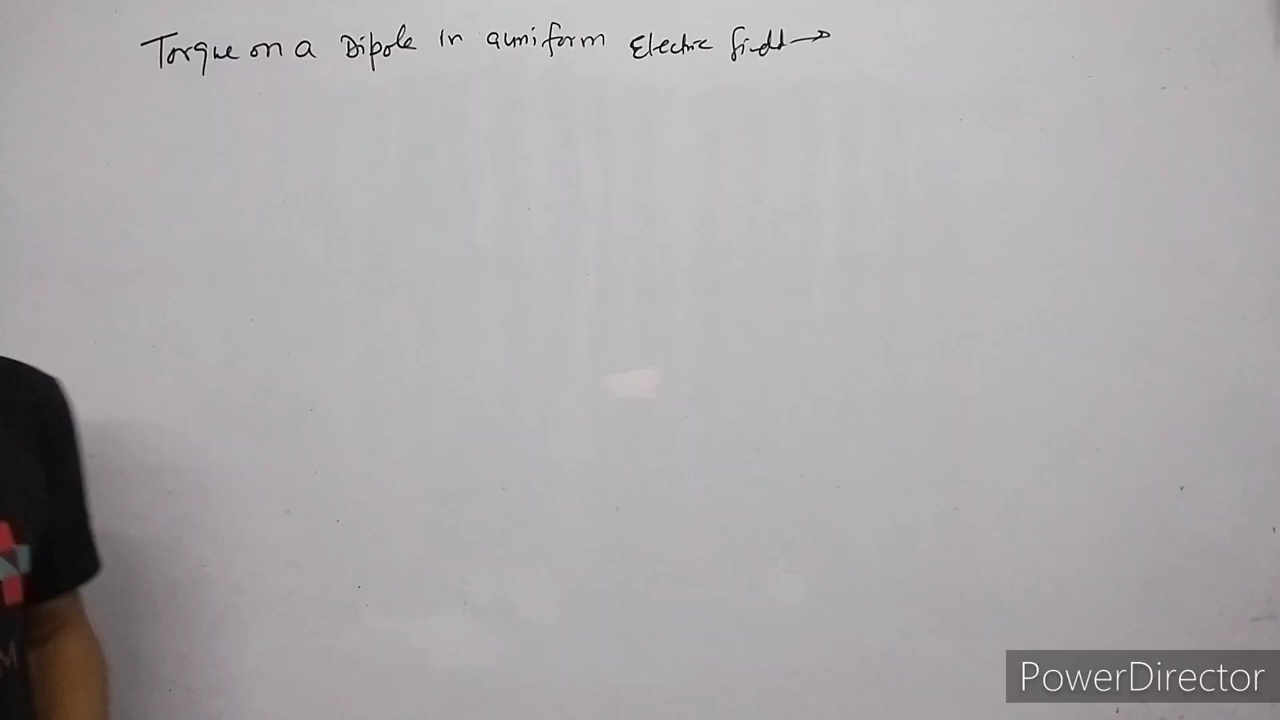 Torque on a Dipole in auniform Electric field →
M
PowerDirector